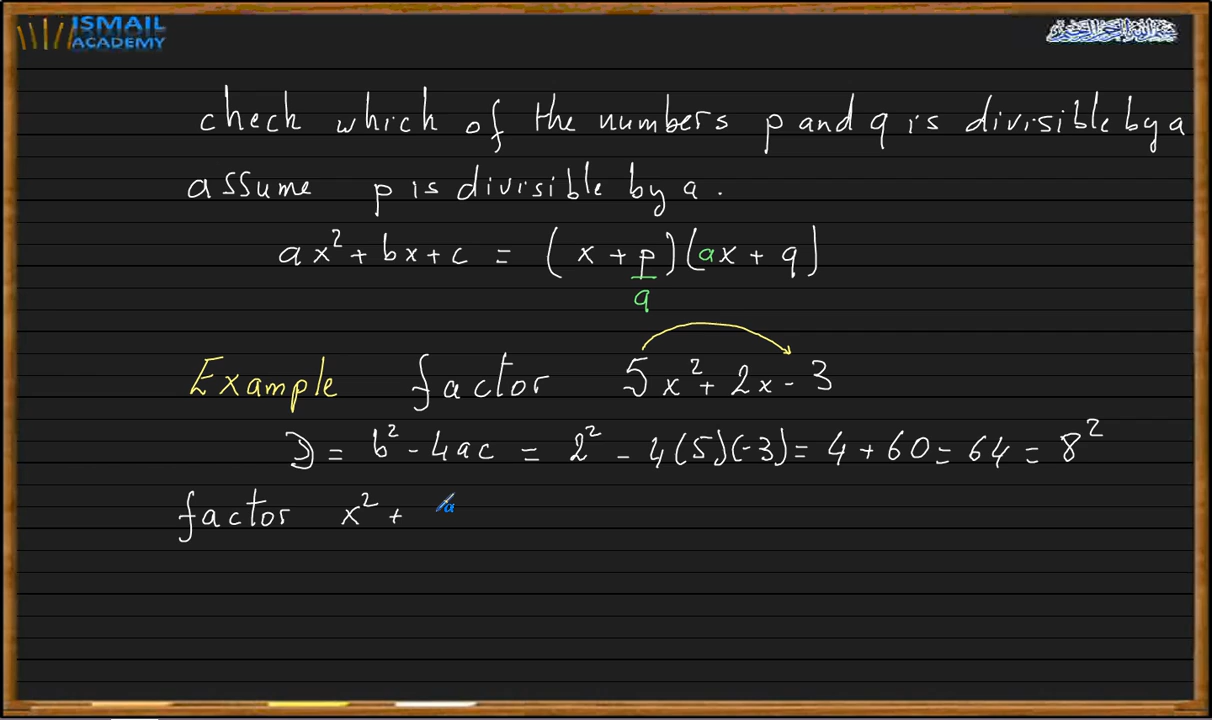 ISMAIL
ACADEMY
check which of the numbers p and q is divisible by a
assume p is divisible by a.
ax² + bx + c = (x + p/q)(ax + q)
Example factor 5x² + 2x - 3
D = b² - 4ac = 2² - 4(5)(-3) = 4 + 60 = 64 = 8²
factor x² +